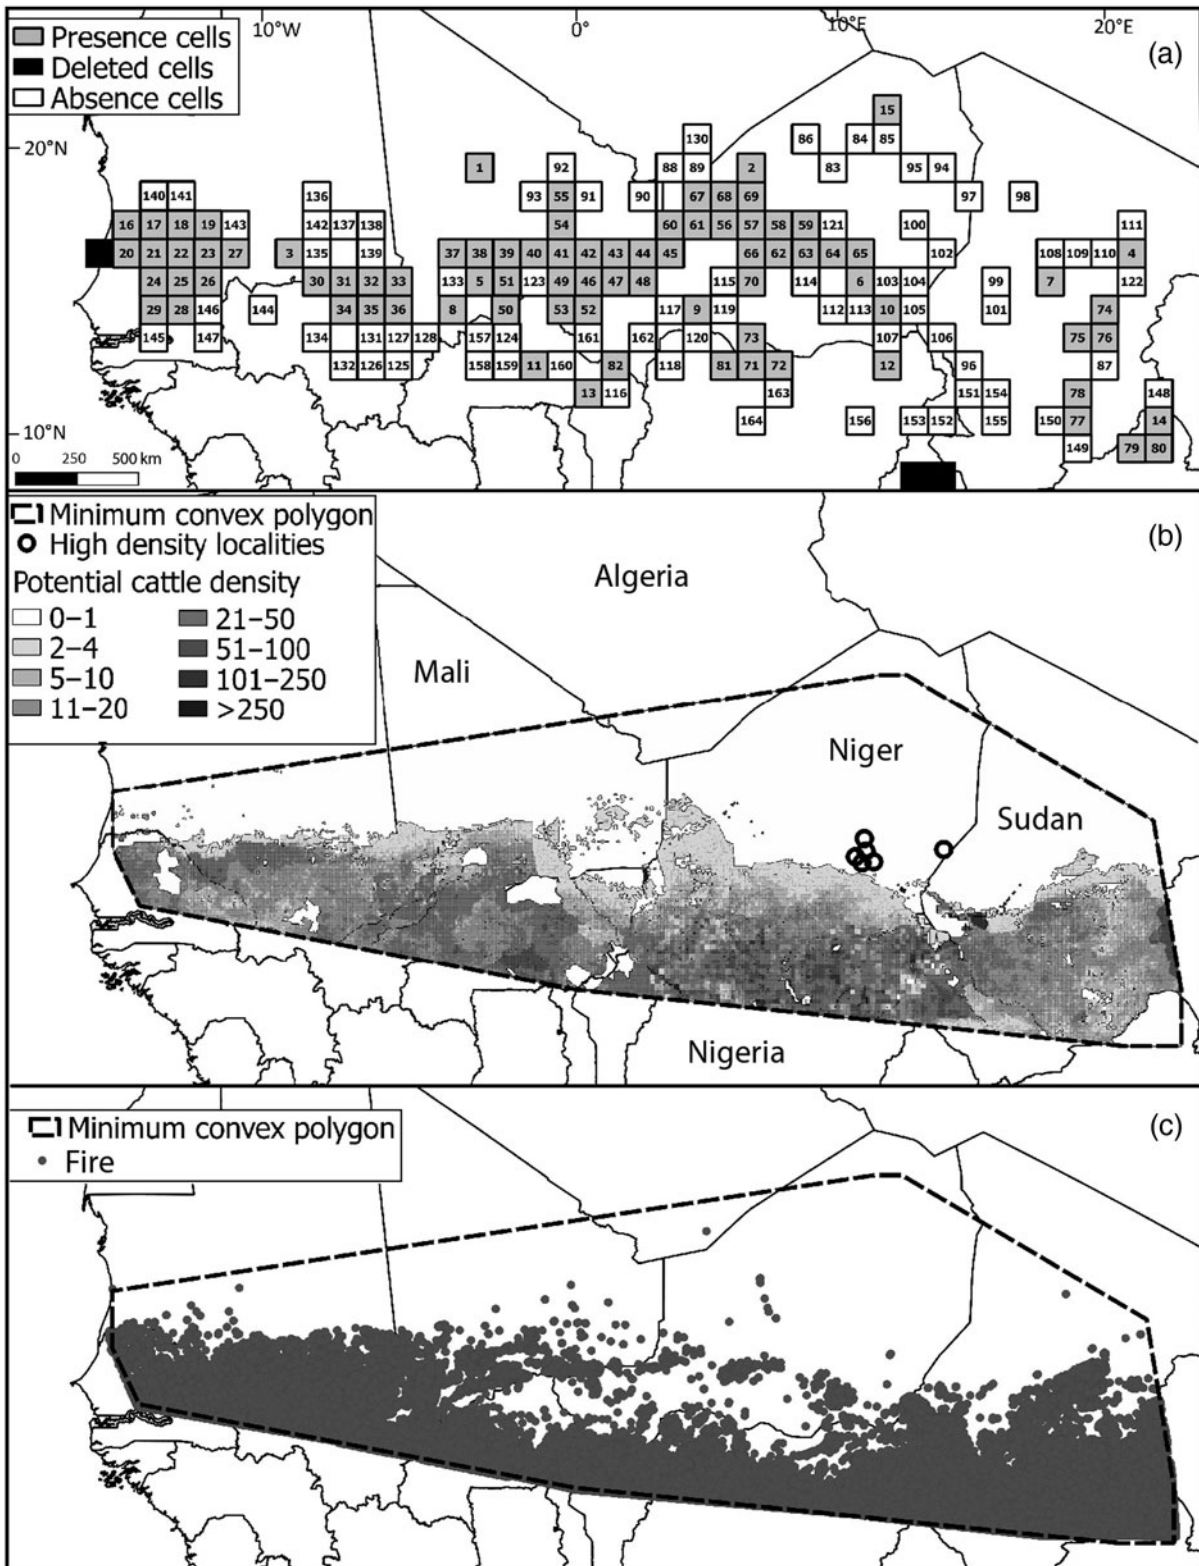 10°W 0° 10°E 20°E
Presence cells (a)
Deleted cells
Absence cells
15
20°N 130 86 84 85
1 92 88 89 2 83 95 94
140 141 136 93 55 91 90 67 68 69 97 98
16 17 18 19 143 142 137 138 54 60 61 56 57 58 59 121 100 111
20 21 22 23 27 3 135 139 37 38 39 40 41 42 43 44 45 66 62 63 64 65 102 108 109 110 4
24 25 26 30 31 32 33 133 5 51 123 49 46 47 48 115 70 114 6 103 104 99 7 122
29 28 146 144 34 35 36 8 50 53 52 117 9 119 112 113 10 105 101 74
145 147 134 131 127 128 157 124 161 162 120 73 107 106 75 76
132 126 125 158 159 11 160 82 118 81 71 72 12 96 87
13 116 163 151 154 78 148
10°N 164 156 153 152 155 150 77 14
149 79 80
0 250 500 km
Minimum convex polygon (b)
High density localities
Potential cattle density
0–1 21–50
2–4 51–100
5–10 101–250
11–20 >250
Algeria
Mali
Niger
Sudan
Nigeria
Minimum convex polygon (c)
Fire